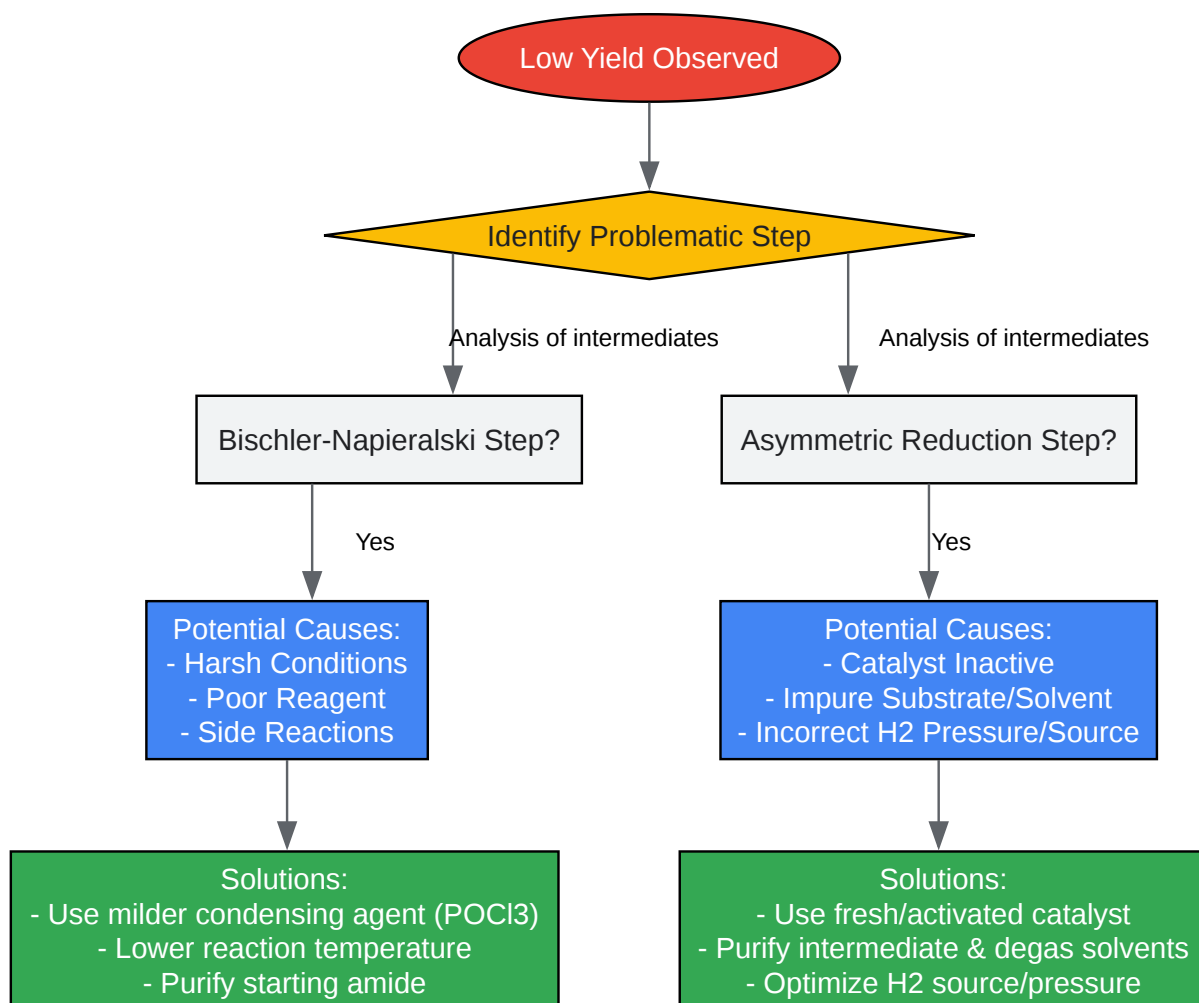 Low Yield Observed
Identify Problematic Step
Analysis of intermediates
Analysis of intermediates
Bischler-Napieralski Step?
Asymmetric Reduction Step?
Yes
Yes
Potential Causes:
- Harsh Conditions
- Poor Reagent
- Side Reactions
Potential Causes:
- Catalyst Inactive
- Impure Substrate/Solvent
- Incorrect H2 Pressure/Source
Solutions:
- Use milder condensing agent (POCl3)
- Lower reaction temperature
- Purify starting amide
Solutions:
- Use fresh/activated catalyst
- Purify intermediate & degas solvents
- Optimize H2 source/pressure